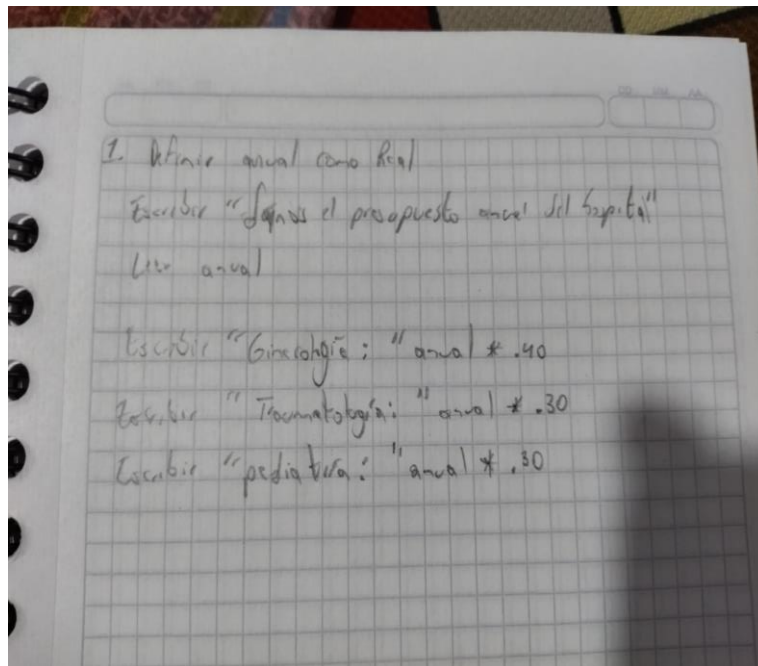 1. Definir anual como Real
Escribir "danos el presupuesto anual del hospital"
Leer anual
Escribir "Ginecología: " anual * .40
Escribir "Traumatología: " anual * .30
Escribir "pediatría: " anual * .30